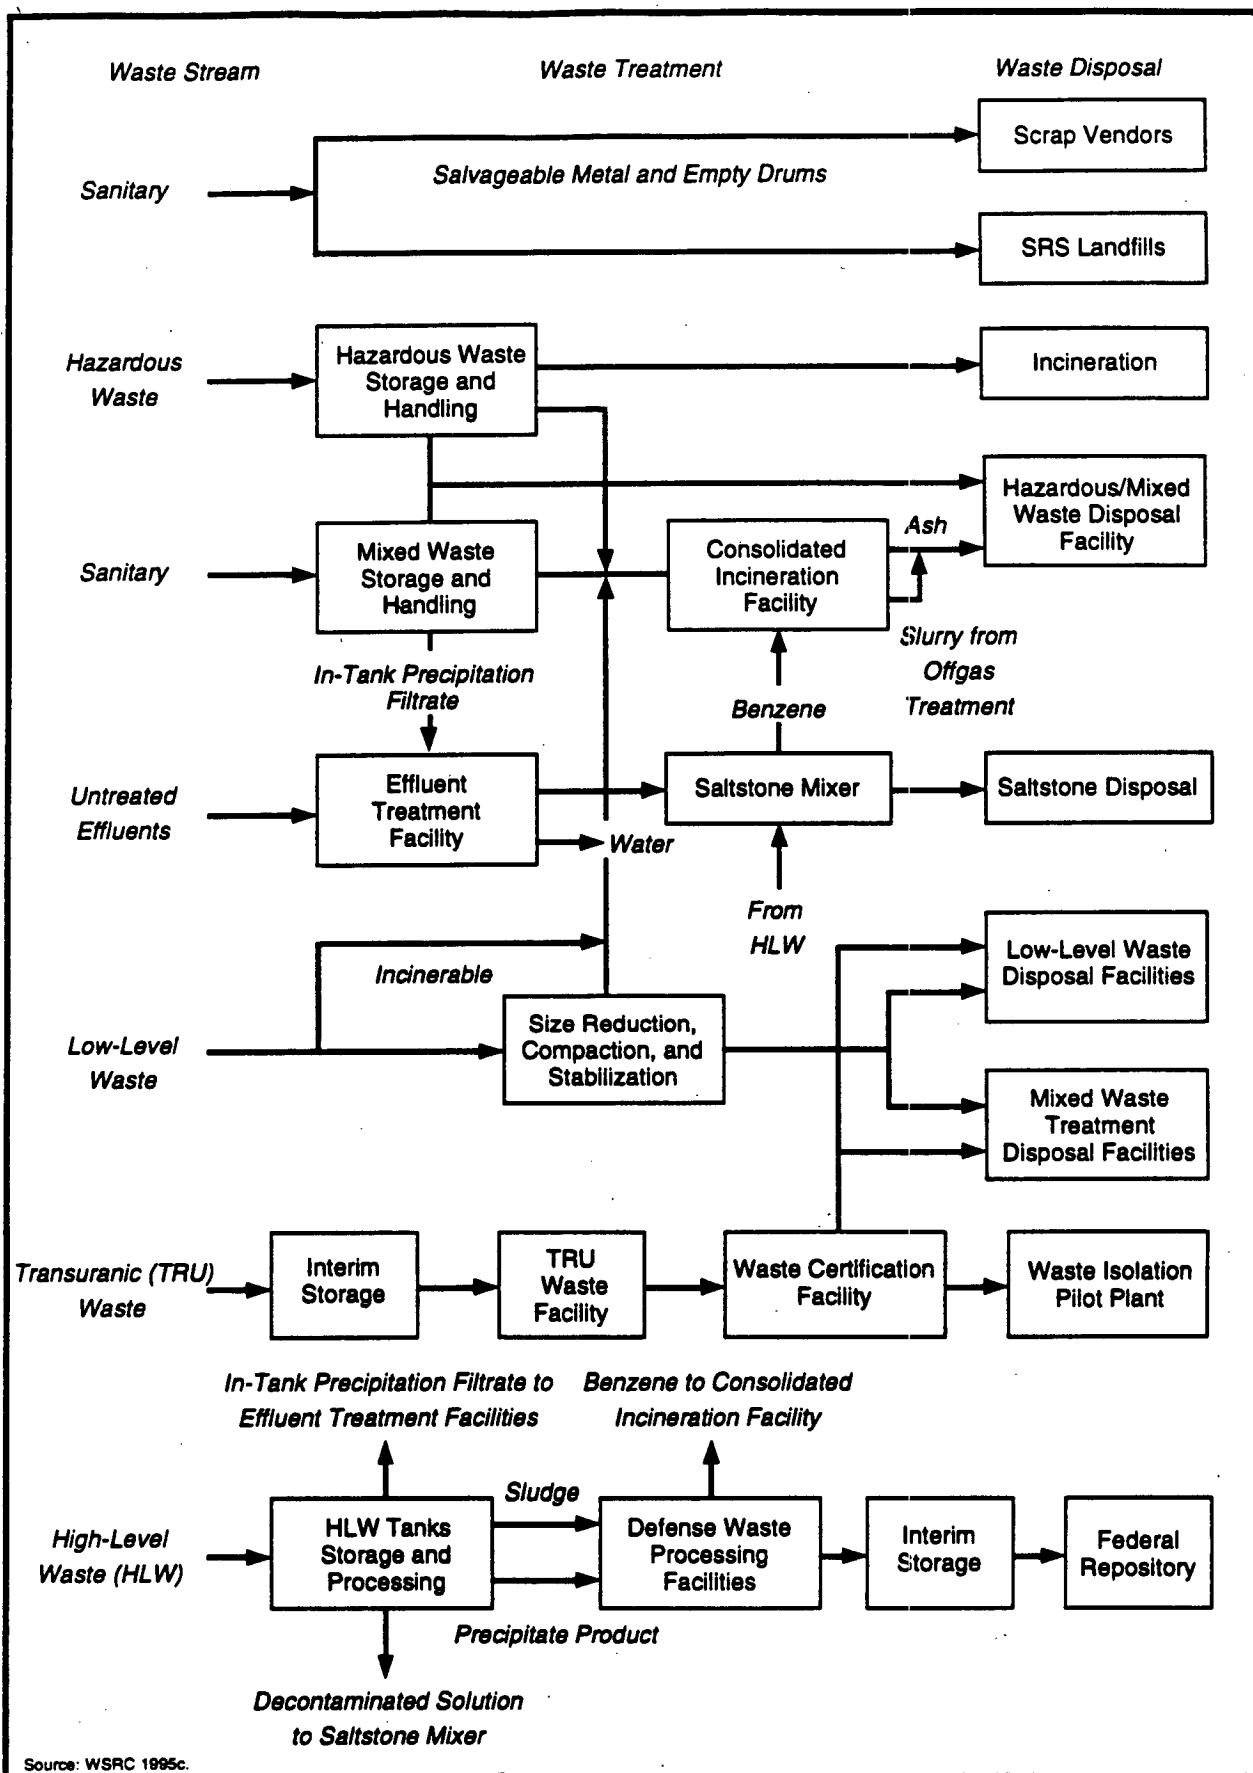 Waste Stream
Waste Treatment
Waste Disposal
Scrap Vendors
Salvageable Metal and Empty Drums
Sanitary
SRS Landfills
Hazardous
Waste
Hazardous Waste
Storage and
Handling
Incineration
Hazardous/Mixed
Waste Disposal
Facility
Sanitary
Mixed Waste
Storage and
Handling
Consolidated
Incineration
Facility
Ash
Slurry from
Offgas
Treatment
In-Tank Precipitation
Filtrate
Benzene
Untreated
Effluents
Effluent
Treatment
Facility
Saltstone Mixer
Saltstone Disposal
Water
From
HLW
Incinerable
Low-Level Waste
Disposal Facilities
Low-Level
Waste
Size Reduction,
Compaction, and
Stabilization
Mixed Waste
Treatment
Disposal Facilities
Transuranic (TRU)
Waste
Interim
Storage
TRU
Waste
Facility
Waste Certification
Facility
Waste Isolation
Pilot Plant
In-Tank Precipitation Filtrate to
Effluent Treatment Facilities
Benzene to Consolidated
Incineration Facility
Sludge
High-Level
Waste (HLW)
HLW Tanks
Storage and
Processing
Defense Waste
Processing
Facilities
Interim
Storage
Federal
Repository
Precipitate Product
Decontaminated Solution
to Saltstone Mixer
Source: WSRC 1995c.